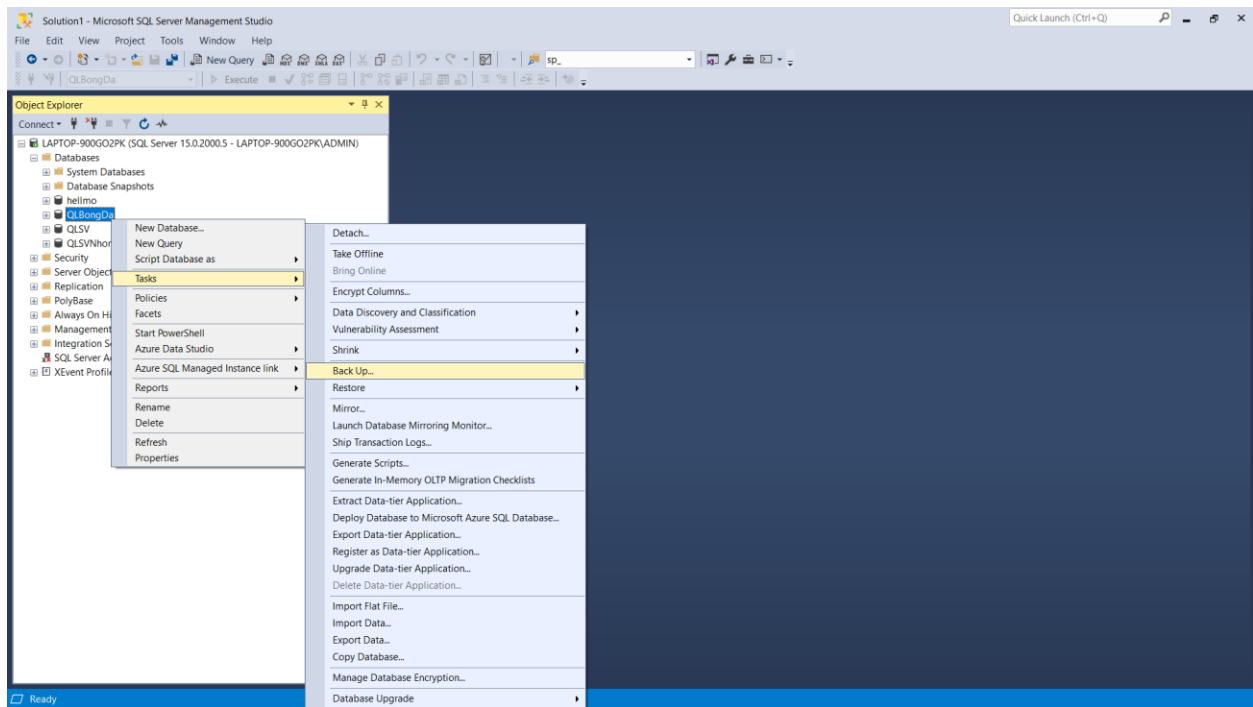 Solution1 - Microsoft SQL Server Management Studio
Quick Launch (Ctrl+Q)
File Edit View Project Tools Window Help
New Query MDX DMX XMLA DAX sp_
QLBongDa Execute
Object Explorer
Connect
LAPTOP-900GO2PK (SQL Server 15.0.2000.5 - LAPTOP-900GO2PK\ADMIN)
Databases
System Databases
Database Snapshots
hellmo
QLBongDa
QLSV
QLSVNhor
Security
Server Object
Replication
PolyBase
Always On Hi
Management
Integration S
SQL Server A
XEvent Profile
New Database...
New Query
Script Database as
Tasks
Policies
Facets
Start PowerShell
Azure Data Studio
Azure SQL Managed Instance link
Reports
Rename
Delete
Refresh
Properties
Detach...
Take Offline
Bring Online
Encrypt Columns...
Data Discovery and Classification
Vulnerability Assessment
Shrink
Back Up...
Restore
Mirror...
Launch Database Mirroring Monitor...
Ship Transaction Logs...
Generate Scripts...
Generate In-Memory OLTP Migration Checklists
Extract Data-tier Application...
Deploy Database to Microsoft Azure SQL Database...
Export Data-tier Application...
Register as Data-tier Application...
Upgrade Data-tier Application...
Delete Data-tier Application...
Import Flat File...
Import Data...
Export Data...
Copy Database...
Manage Database Encryption...
Database Upgrade
Ready